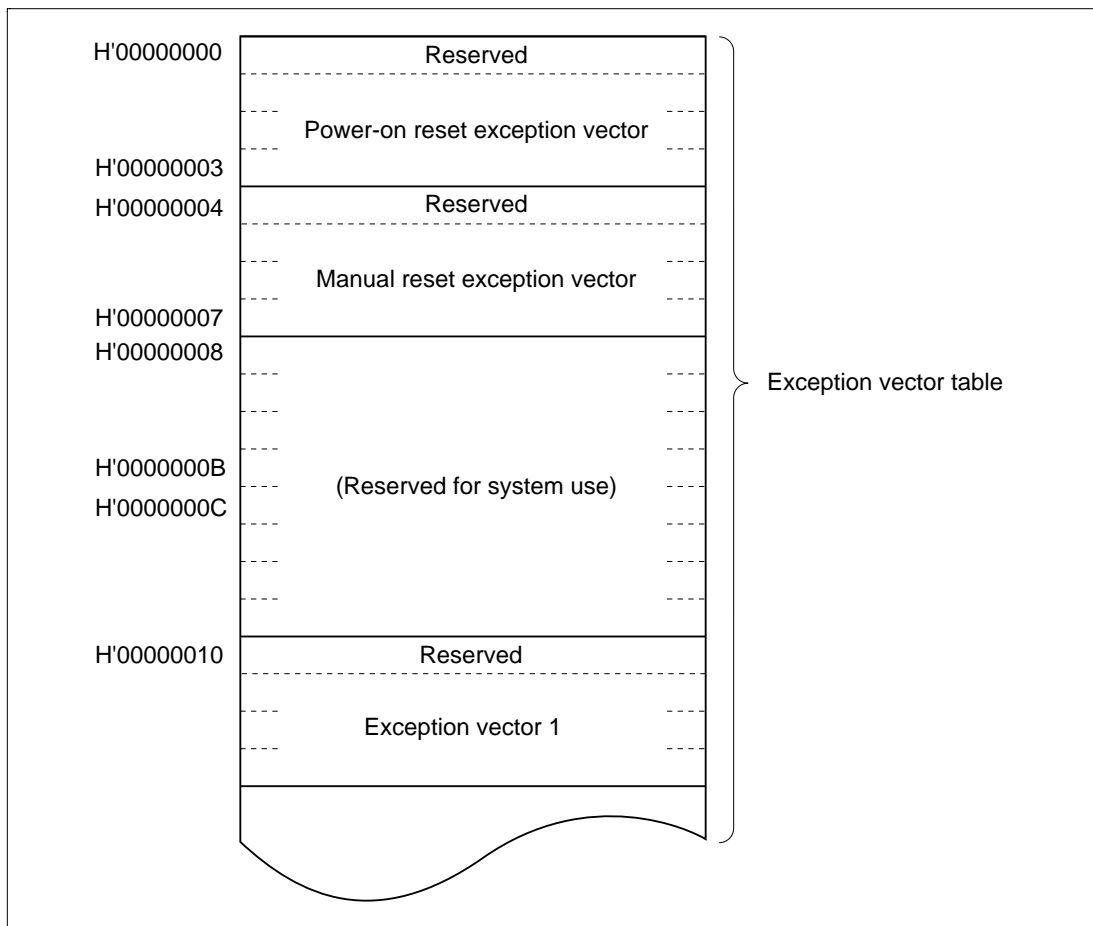 H'00000000
Reserved
Power-on reset exception vector
H'00000003
H'00000004
Reserved
Manual reset exception vector
H'00000007
H'00000008
Exception vector table
H'0000000B
(Reserved for system use)
H'0000000C
H'00000010
Reserved
Exception vector 1